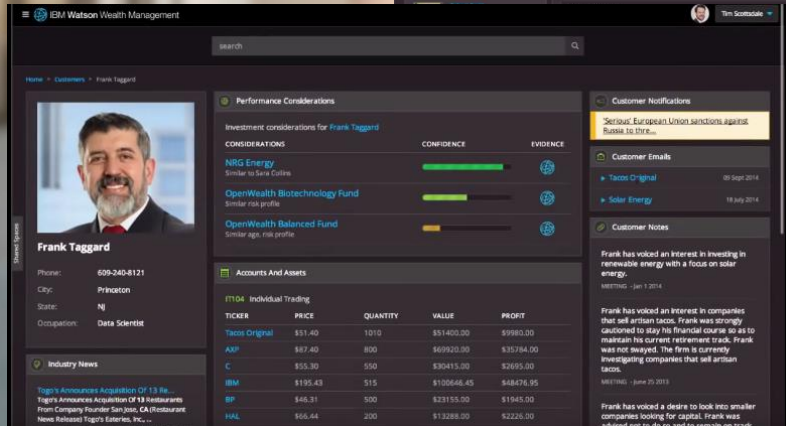 IBM Watson Wealth Management
Tim Scottsdale
search
Home > Customers > Frank Taggard
Frank Taggard
Phone: 609-240-8121
City: Princeton
State: NJ
Occupation: Data Scientist
Shared Spaces
Industry News
Togo's Announces Acquisition Of 13 Re...
Togo's Announces Acquisition Of 13 Restaurants
From Company Founder San Jose, CA (Restaurant
News Release) Togo's Eateries, Inc., ...
Performance Considerations
Investment considerations for Frank Taggard
CONSIDERATIONS CONFIDENCE EVIDENCE
NRG Energy
Similar to Sara Collins
OpenWealth Biotechnology Fund
Similar risk profile
OpenWealth Balanced Fund
Similar age, risk profile
Accounts And Assets
IT104 Individual Trading
TICKER PRICE QUANTITY VALUE PROFIT
Tacos Original $51.40 1010 $51400.00 $9980.00
AXP $87.40 800 $69920.00 $35784.00
C $55.30 550 $30415.00 $2695.00
IBM $195.43 515 $100646.45 $48476.95
BP $46.31 500 $23155.00 $1945.00
HAL $66.44 200 $13288.00 $2226.00
Customer Notifications
'Serious' European Union sanctions against
Russia to thre...
Customer Emails
Tacos Original 09 Sept 2014
Solar Energy 18 July 2014
Customer Notes
Frank has voiced an interest in investing in
renewable energy with a focus on solar
energy.
MEETING - Jan 1 2014
Frank has voiced an interest in companies
that sell artisan tacos. Frank was strongly
cautioned to stay his financial course so as to
maintain his current retirement track. Frank
was not swayed. The firm is currently
investigating companies that sell artisan
tacos.
MEETING - June 25 2013
Frank has voiced a desire to look into smaller
companies looking for capital. Frank was
advised not to do so and to remain on track